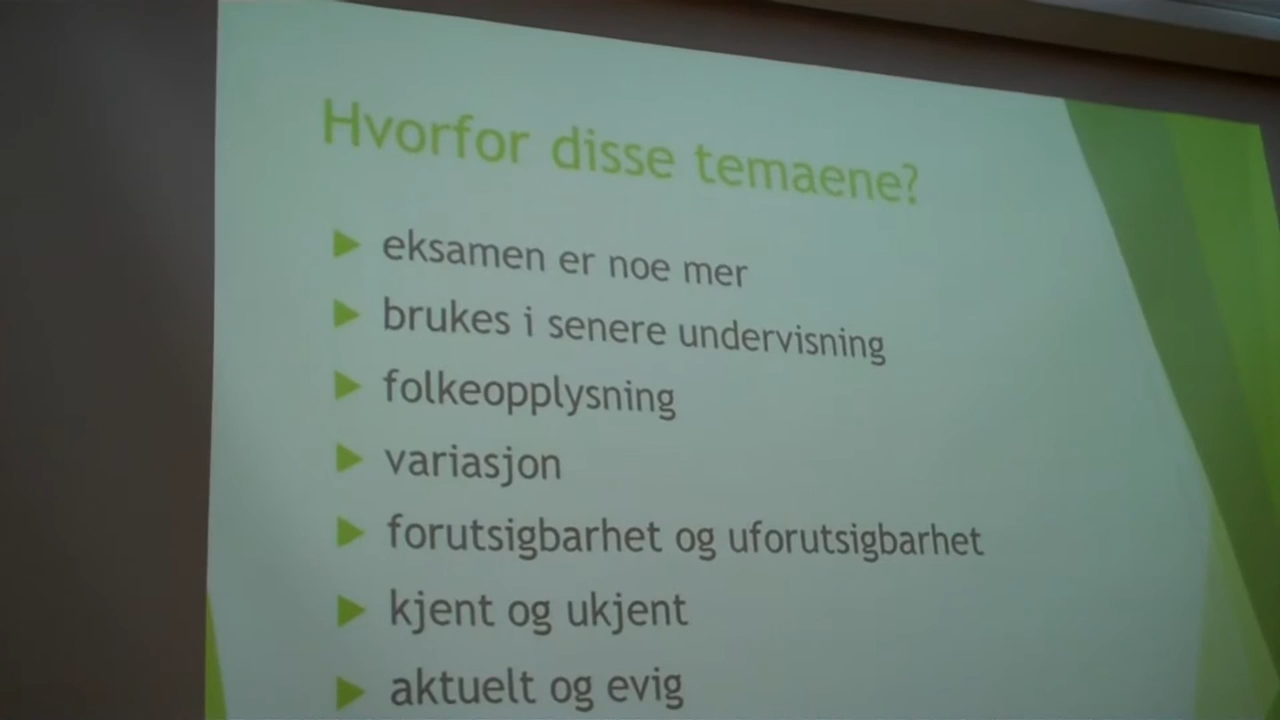 Hvorfor disse temaene?
eksamen er noe mer
brukes i senere undervisning
folkeopplysning
variasjon
forutsigbarhet og uforutsigbarhet
kjent og ukjent
aktuelt og evig